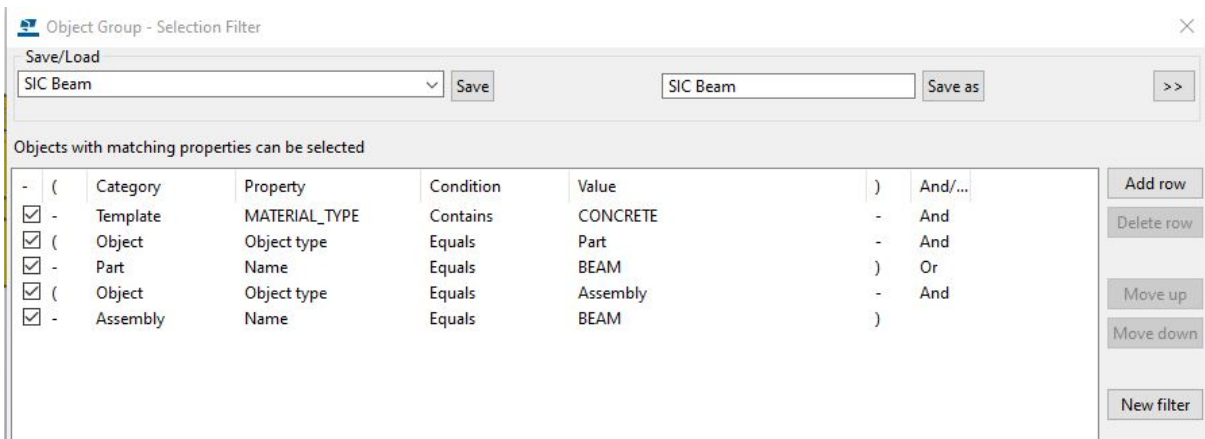 Object Group - Selection Filter
Save/Load
SIC Beam Save SIC Beam Save as >>
Objects with matching properties can be selected
- ( Category Property Condition Value ) And/... Add row
- Template MATERIAL_TYPE Contains CONCRETE - And
Delete row
( Object Object type Equals Part - And
- Part Name Equals BEAM ) Or
( Object Object type Equals Assembly - And
Move up
- Assembly Name Equals BEAM )
Move down
New filter